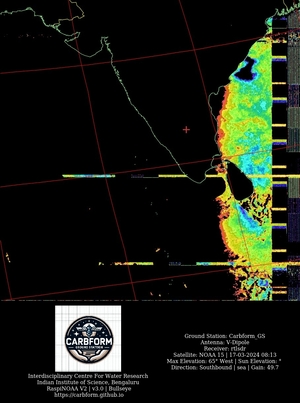 CARBFORM
GROUND STATION
Interdisciplinary Centre For Water Research
Indian Institute of Science, Bengaluru
RaspiNOAA V2 | v3.0 | Bullseye
https://carbform.github.io
Ground Station: Carbform_GS
Antenna: V-Dipole
Receiver: rtlsdr
Satellite: NOAA 15 | 17-03-2024 08:13
Max Elevation: 65° West | Sun Elevation: °
Direction: Southbound | sea | Gain: 49.7